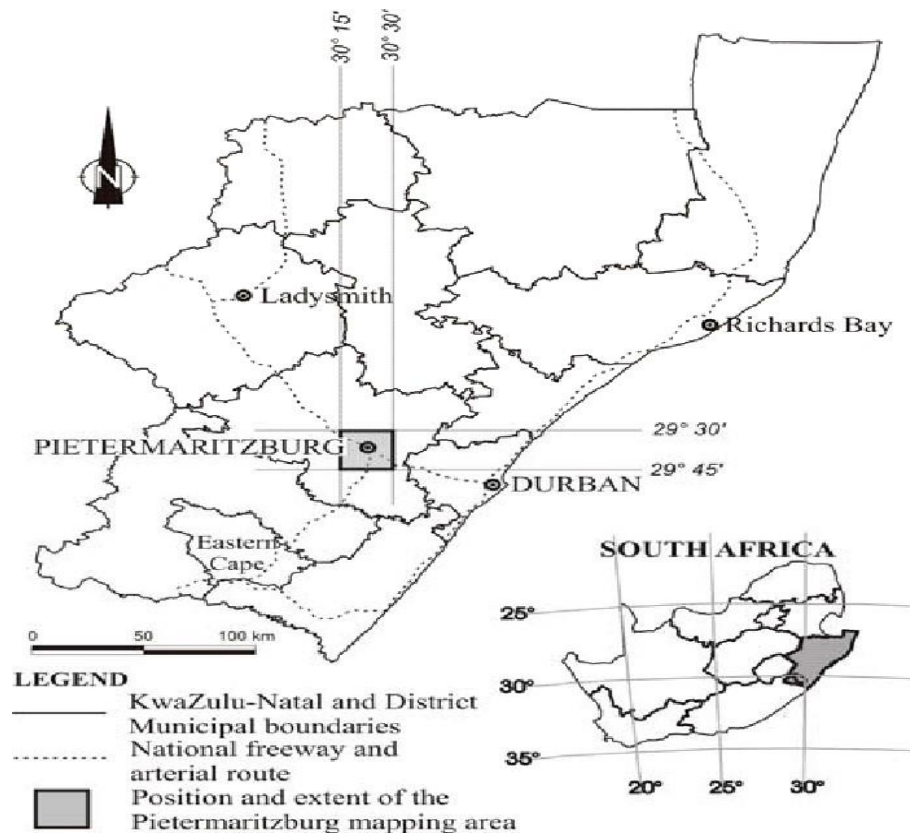 30° 15'
30° 30'
N
Ladysmith
Richards Bay
29° 30'
PIETERMARITZBURG
29° 45'
DURBAN
Eastern
Cape
SOUTH AFRICA
25°
30°
35°
20°
25°
30°
0 50 100 km
LEGEND
KwaZulu-Natal and District
Municipal boundaries
National freeway and
arterial route
Position and extent of the
Pietermaritzburg mapping area